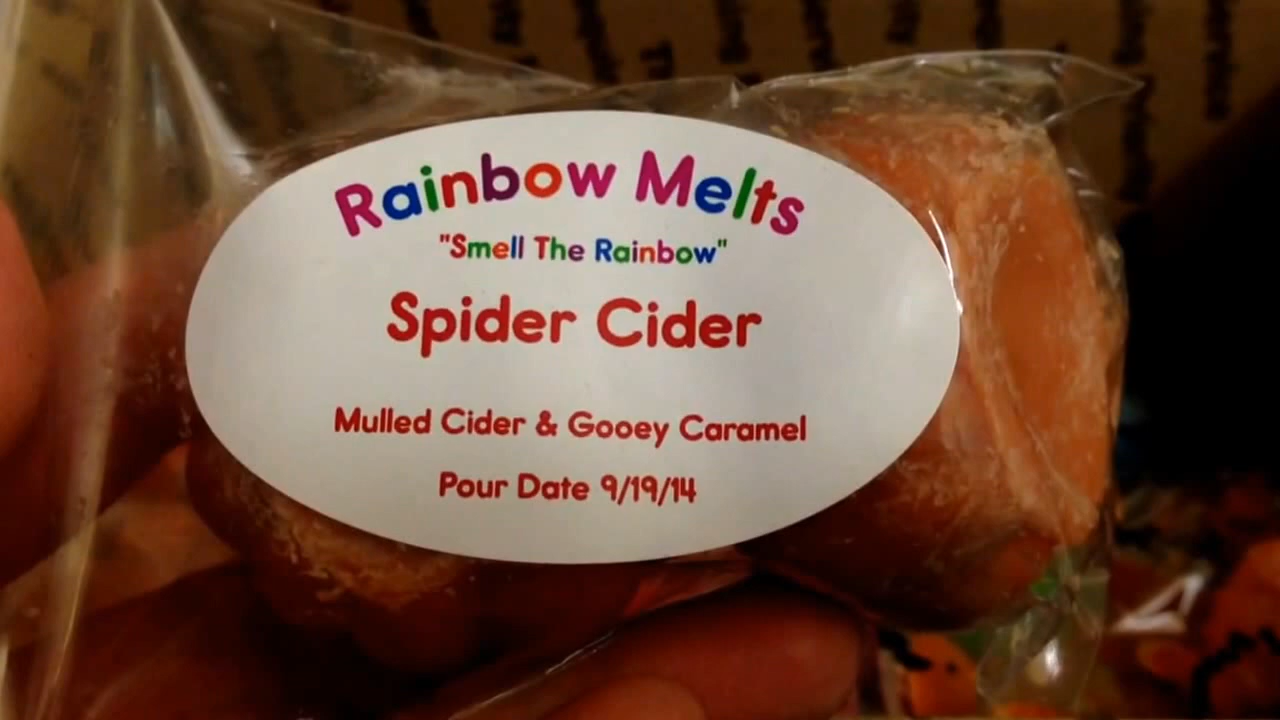 Rainbow Melts
"Smell The Rainbow"
Spider Cider
Mulled Cider & Gooey Caramel
Pour Date 9/19/14